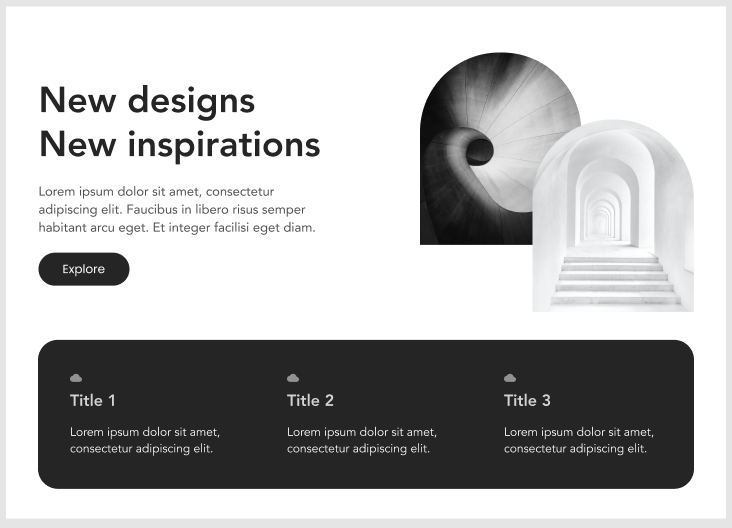 New designs
New inspirations
Lorem ipsum dolor sit amet, consectetur
adipiscing elit. Faucibus in libero risus semper
habitant arcu eget. Et integer facilisi eget diam.
Explore
Title 1
Lorem ipsum dolor sit amet,
consectetur adipiscing elit.
Title 2
Lorem ipsum dolor sit amet,
consectetur adipiscing elit.
Title 3
Lorem ipsum dolor sit amet,
consectetur adipiscing elit.